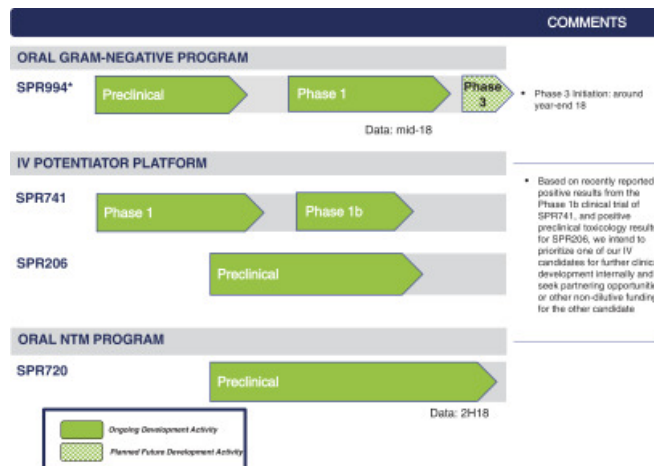 COMMENTS
ORAL GRAM-NEGATIVE PROGRAM
SPR994*
Preclinical
Phase 1
Phase
3
• Phase 3 Initiation: around
year-end 18
Data: mid-18
IV POTENTIATOR PLATFORM
SPR741
Phase 1
Phase 1b
• Based on recently reported
positive results from the
Phase 1b clinical trial of
SPR741, and positive
preclinical toxicology results
for SPR206, we intend to
prioritize one of our IV
candidates for further clinica
development internally and
seek partnering opportunitie
or other non-dilutive funding
for the other candidate
SPR206
Preclinical
ORAL NTM PROGRAM
SPR720
Preclinical
Data: 2H18
Ongoing Development Activity
Planned Future Development Activity